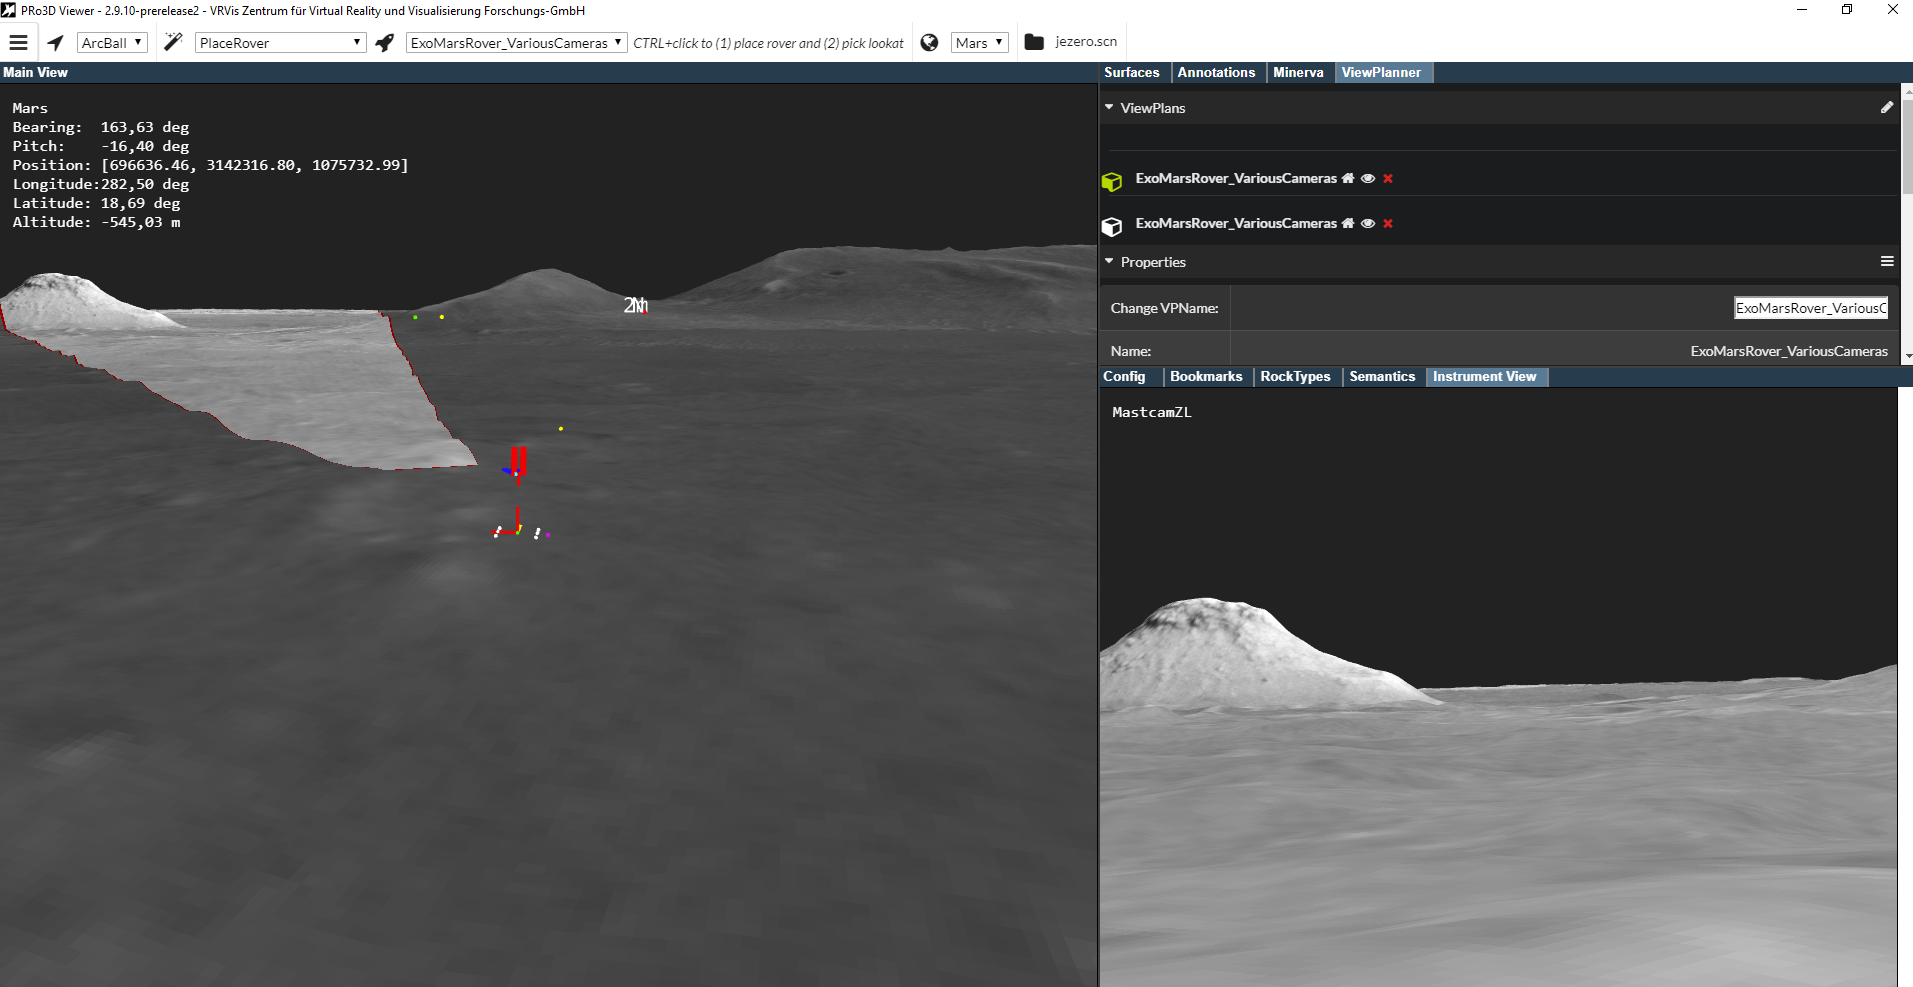 PRo3D Viewer - 2.9.10-prerelease2 - VRVis Zentrum für Virtual Reality und Visualisierung Forschungs-GmbH
ArcBall PlaceRover ExoMarsRover_VariousCameras CTRL+click to (1) place rover and (2) pick lookat Mars jezero.scn
Main View
Mars
Bearing: 163,63 deg
Pitch: -16,40 deg
Position: [696636.46, 3142316.80, 1075732.99]
Longitude:282,50 deg
Latitude: 18,69 deg
Altitude: -545,03 m
Surfaces Annotations Minerva ViewPlanner
ViewPlans
ExoMarsRover_VariousCameras
ExoMarsRover_VariousCameras
Properties
Change VPName: ExoMarsRover_VariousC
Name: ExoMarsRover_VariousCameras
Config Bookmarks RockTypes Semantics Instrument View
MastcamZL